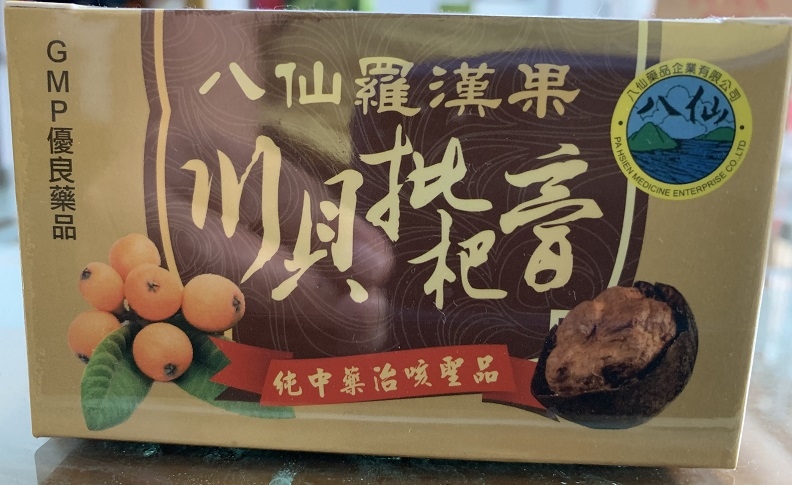 GMP優良藥品
八仙羅漢果
川貝枇杷膏
純中藥治咳聖品
八仙藥品企業有限公司
八仙
PA HSIEN MEDICINE ENTERPRISE CO.,LTD